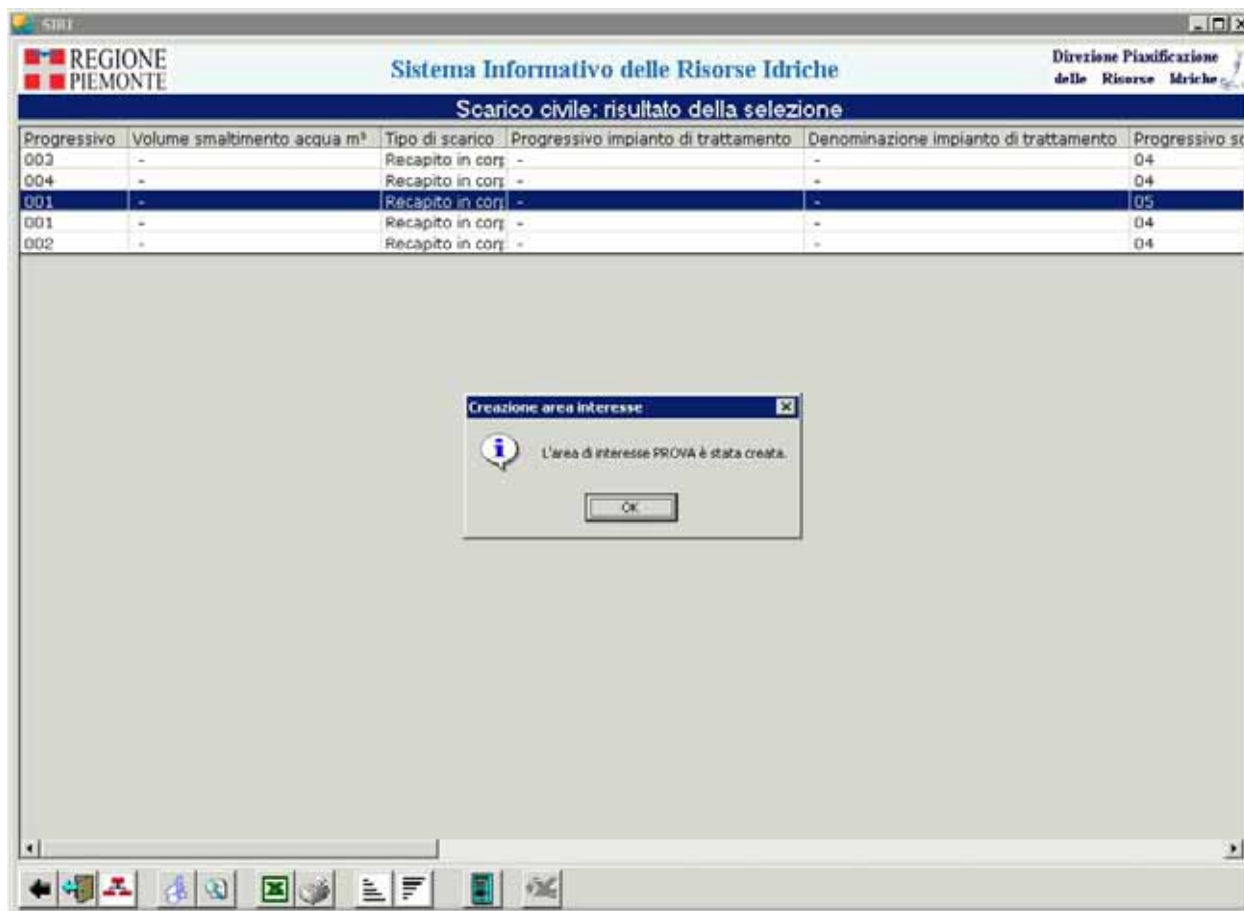 SIRI
REGIONE
PIEMONTE
Sistema Informativo delle Risorse Idriche
Direzione Pianificazione
delle Risorse Idriche
Scarico civile: risultato della selezione
Progressivo Volume smaltimento acqua m³ Tipo di scarico Progressivo impianto di trattamento Denominazione impianto di trattamento Progressivo sc
003 - Recapito in corp - - 04
004 - Recapito in corp - - 04
001 - Recapito in corp - - 05
001 - Recapito in corp - - 04
002 - Recapito in corp - - 04
Creazione area interesse
L'area di interesse PROVA è stata creata.
OK